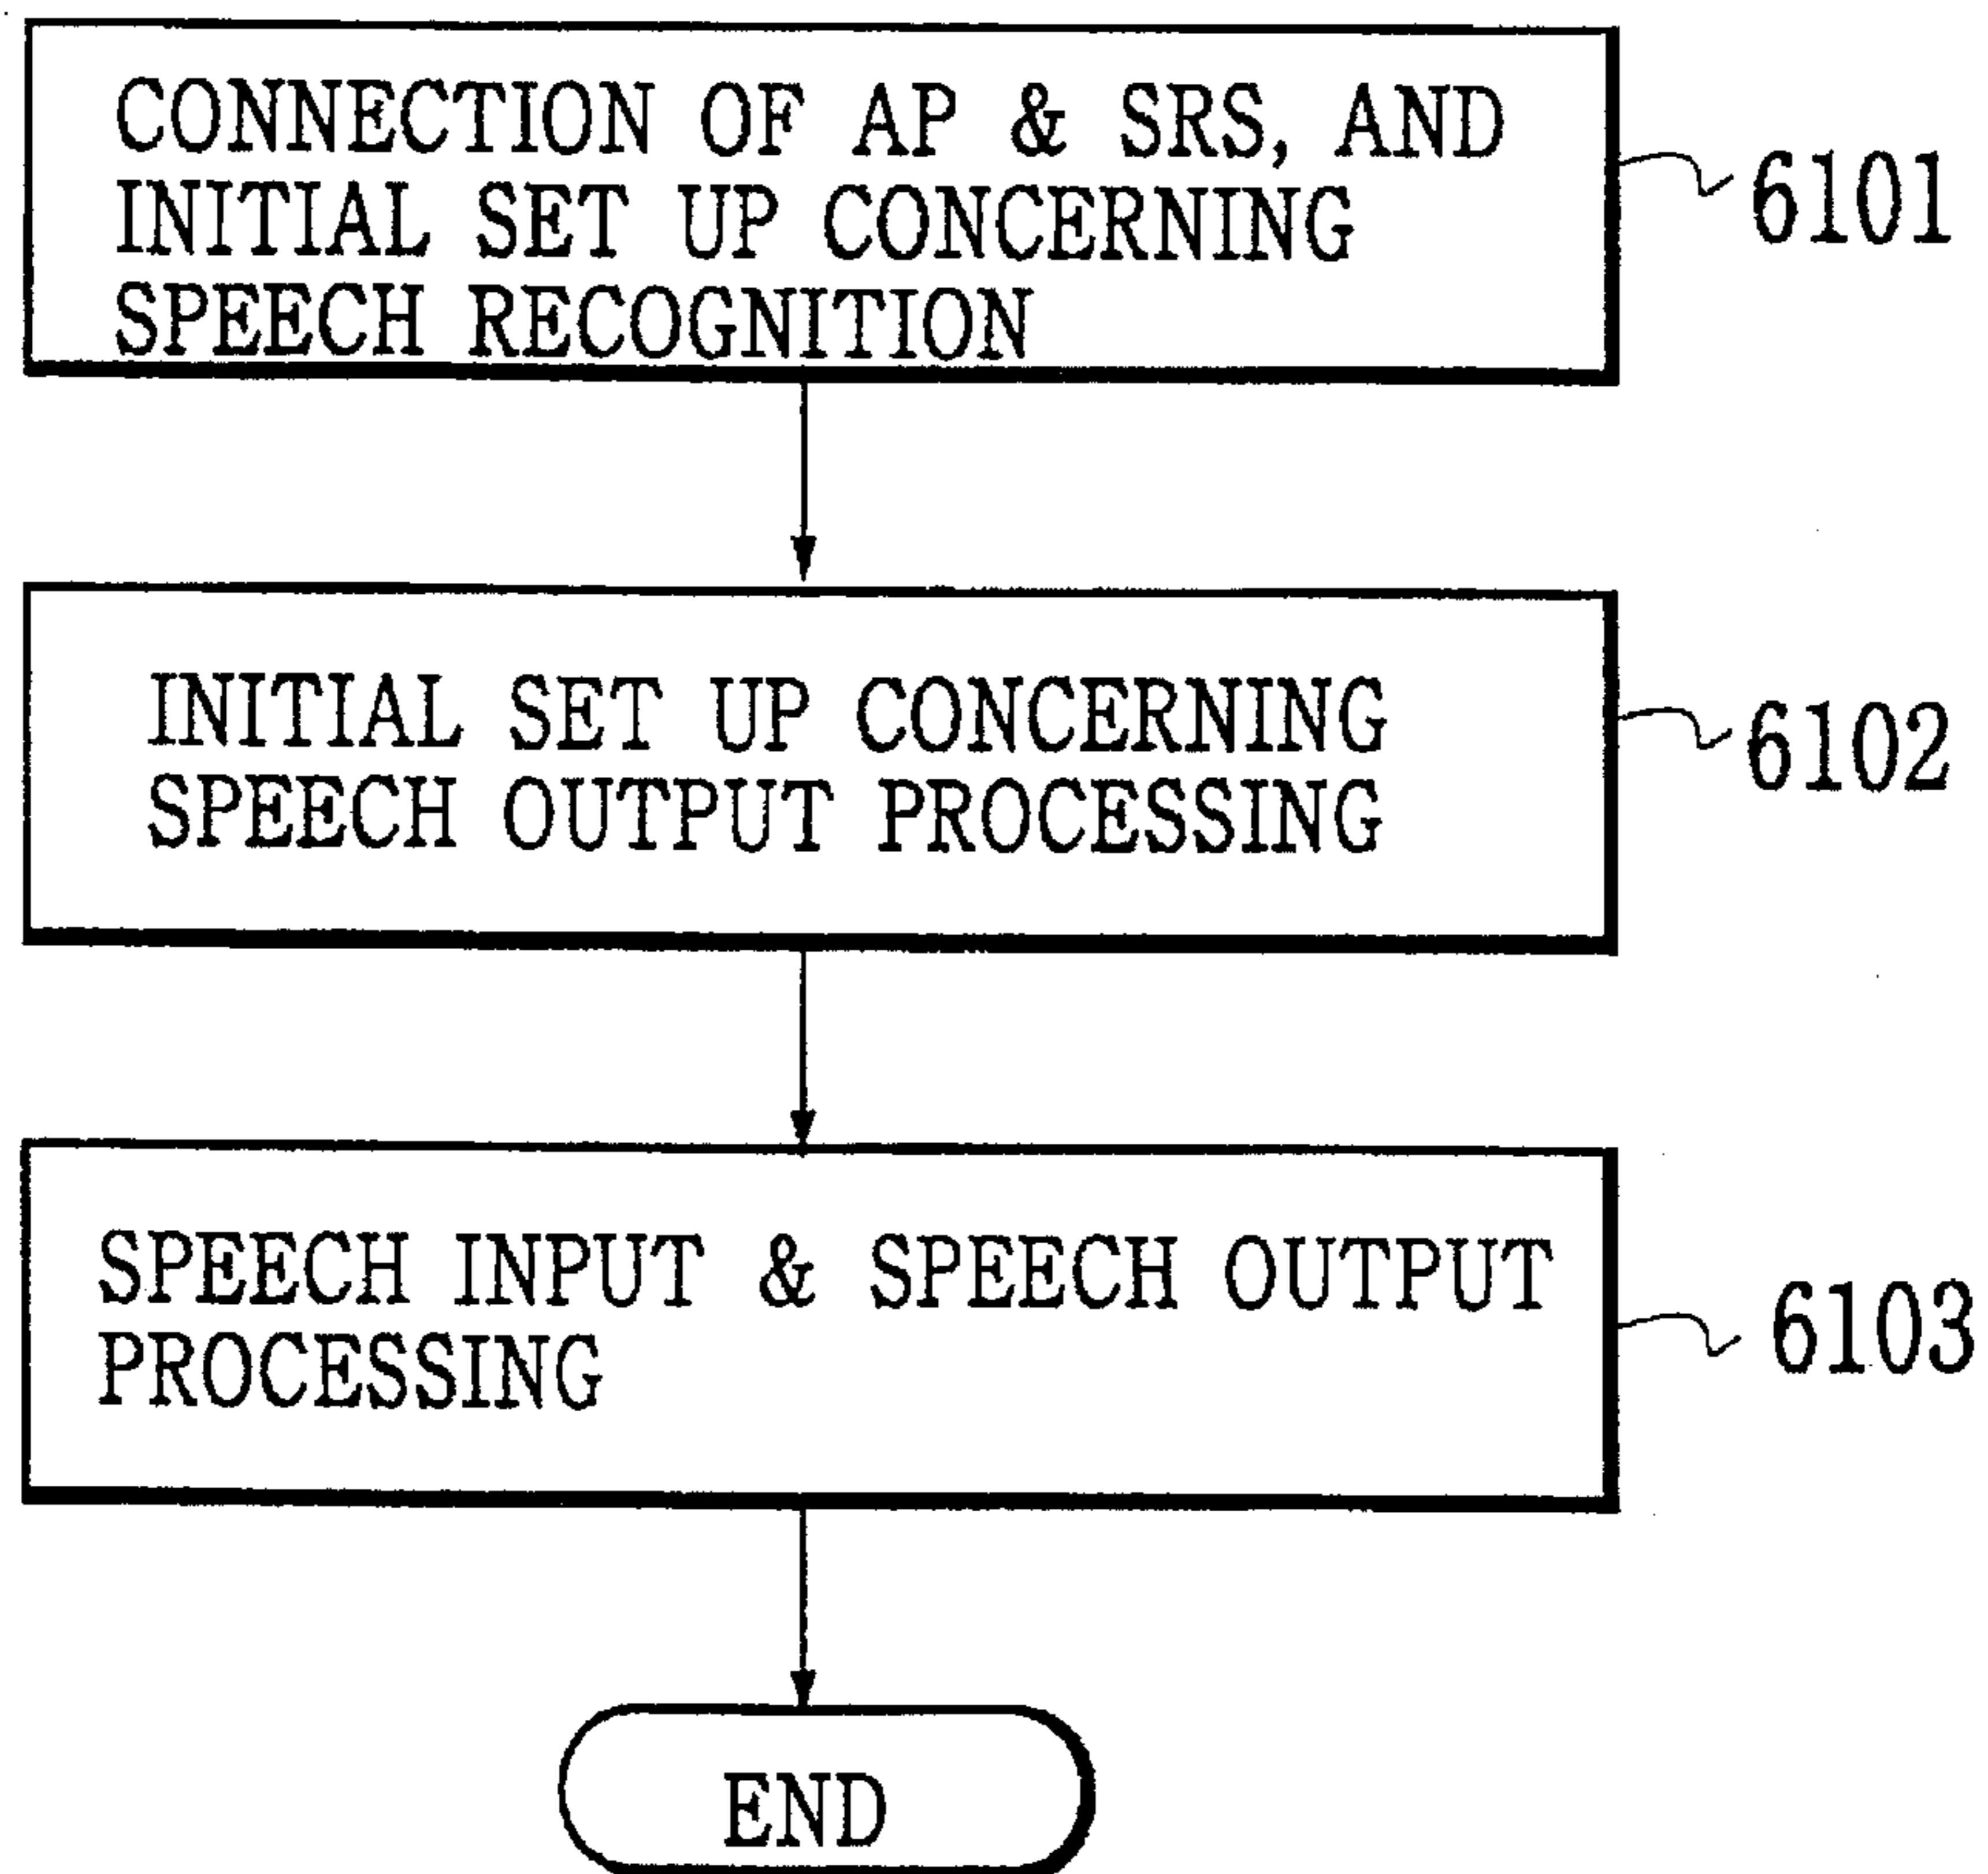 CONNECTION OF AP & SRS, AND
INITIAL SET UP CONCERNING
SPEECH RECOGNITION
6101
INITIAL SET UP CONCERNING
SPEECH OUTPUT PROCESSING
6102
SPEECH INPUT & SPEECH OUTPUT
PROCESSING
6103
END